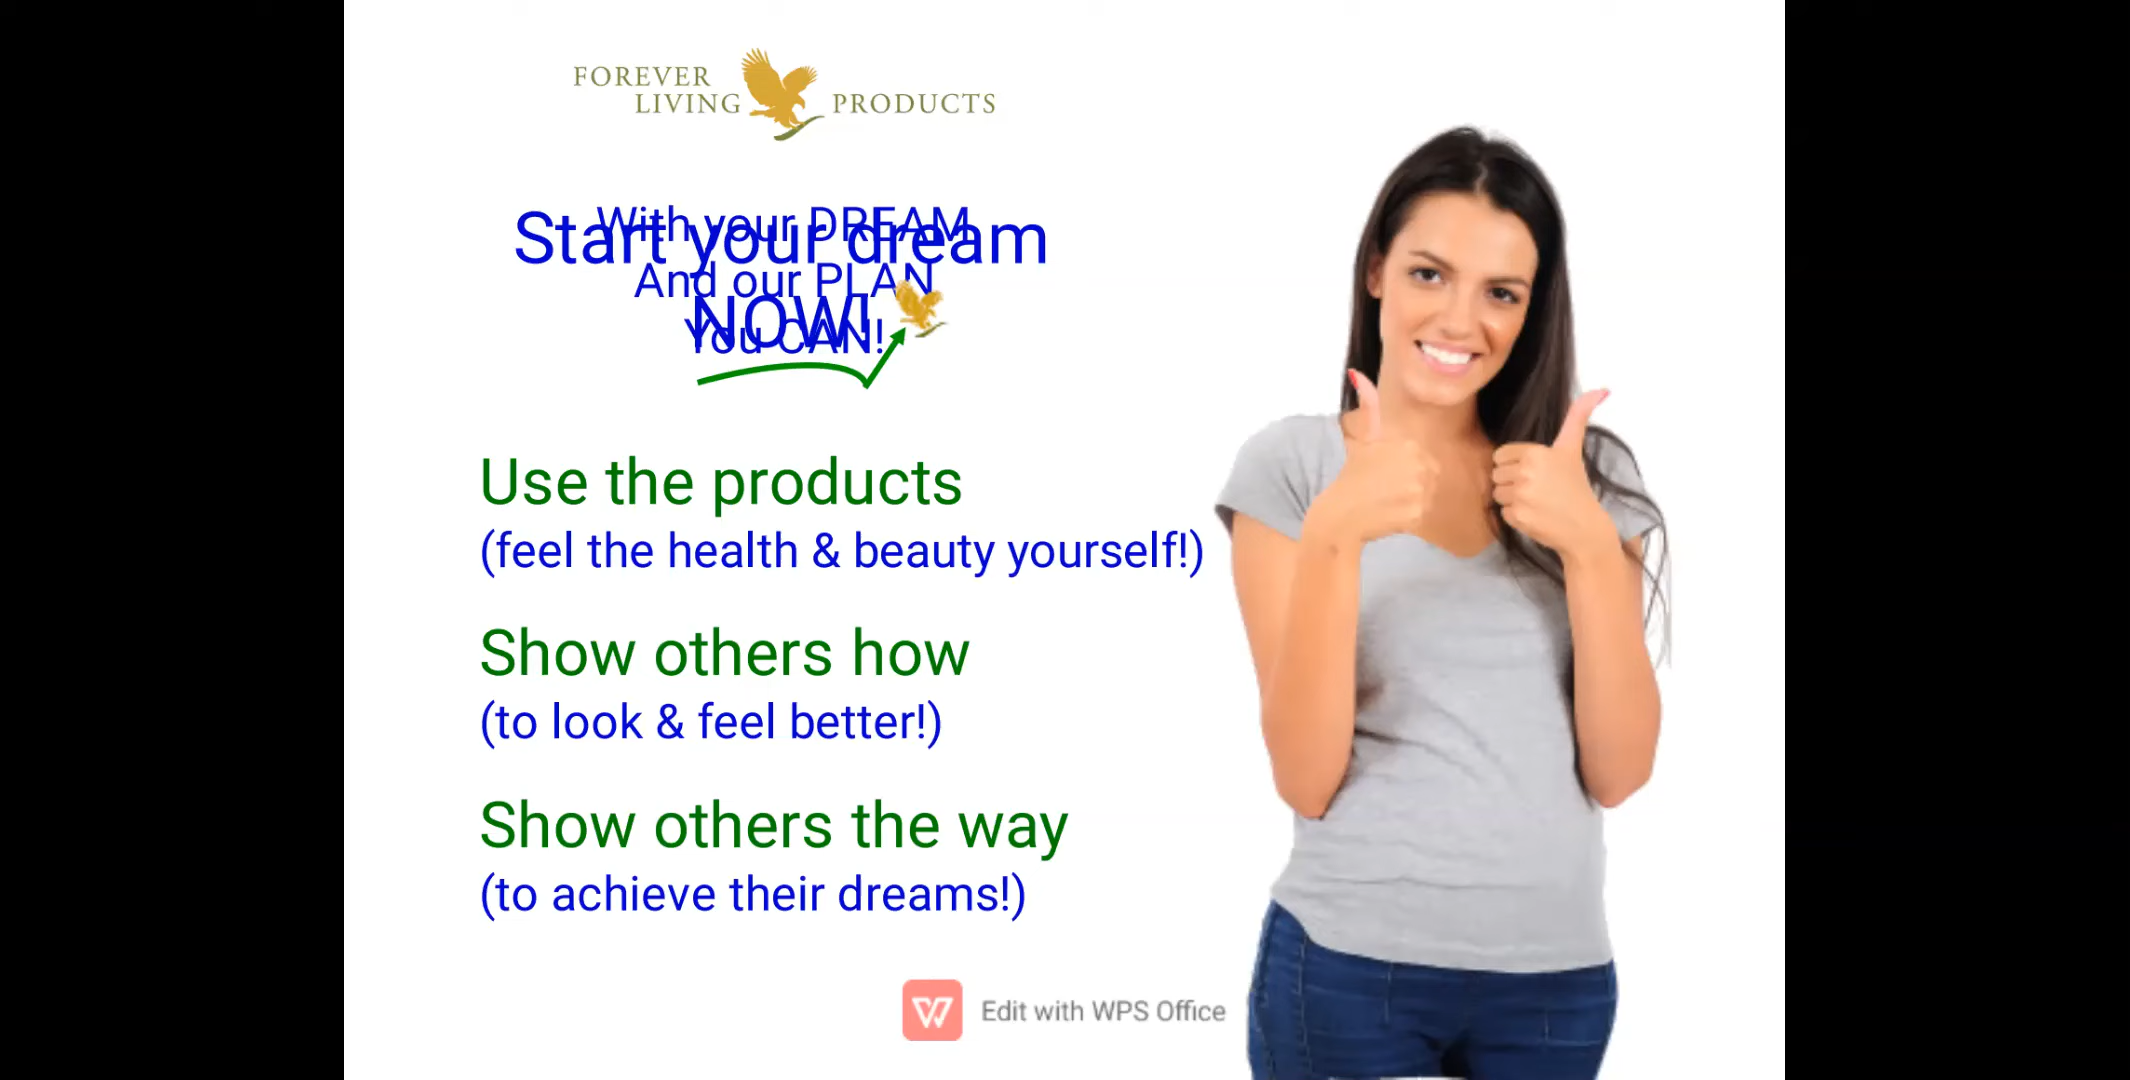 FOREVER
LIVING PRODUCTS
Start your dream
NOW!
With your DREAM
And our PLAN
You CAN!
Use the products
(feel the health & beauty yourself!)
Show others how
(to look & feel better!)
Show others the way
(to achieve their dreams!)
Edit with WPS Office